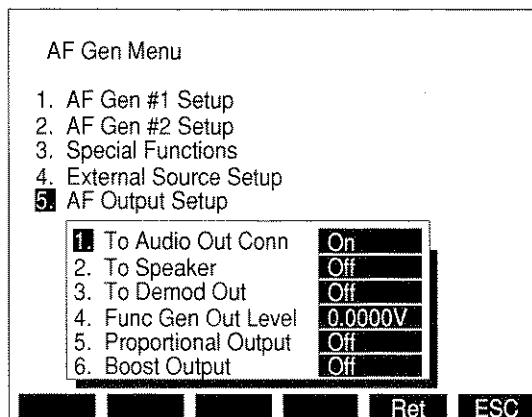 AF Gen Menu
1. AF Gen #1 Setup
2. AF Gen #2 Setup
3. Special Functions
4. External Source Setup
5. AF Output Setup
1. To Audio Out Conn On
2. To Speaker Off
3. To Demod Out Off
4. Func Gen Out Level 0.0000V
5. Proportional Output Off
6. Boost Output Off
Ret ESC